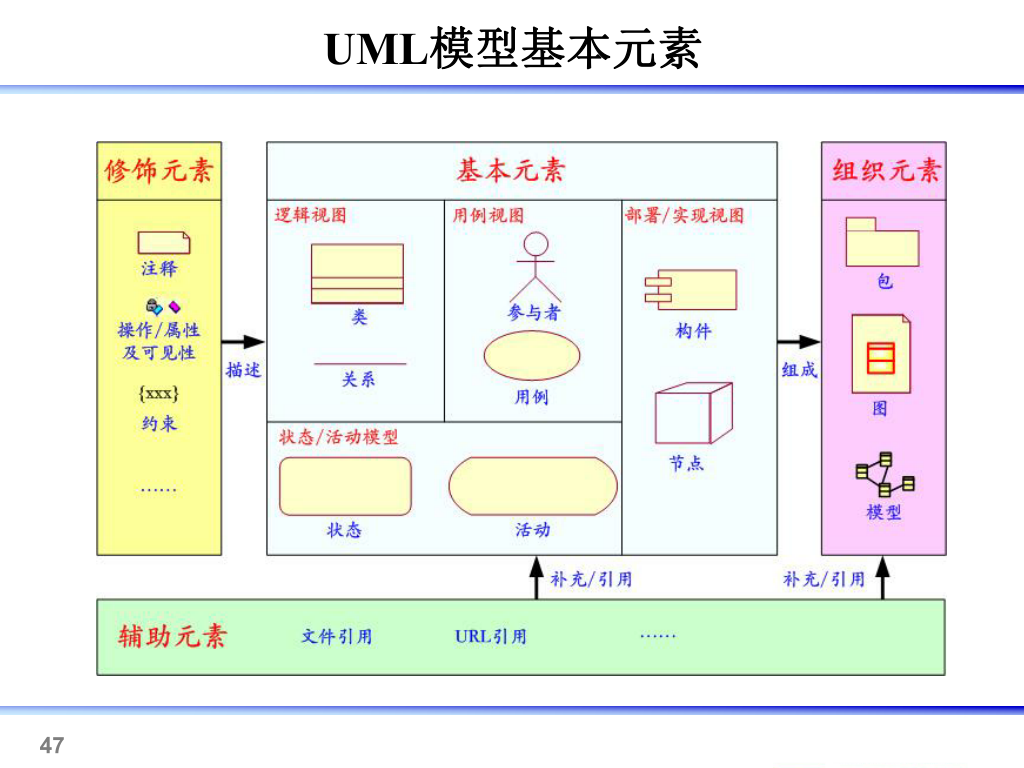 UML模型基本元素
修饰元素
注释
操作/属性
及可见性
{xxx}
约束
……
描述
基本元素
逻辑视图
类
关系
用例视图
参与者
用例
部署/实现视图
构件
节点
状态/活动模型
状态
活动
组成
组织元素
包
图
模型
补充/引用
补充/引用
辅助元素
文件引用
URL引用
……
47